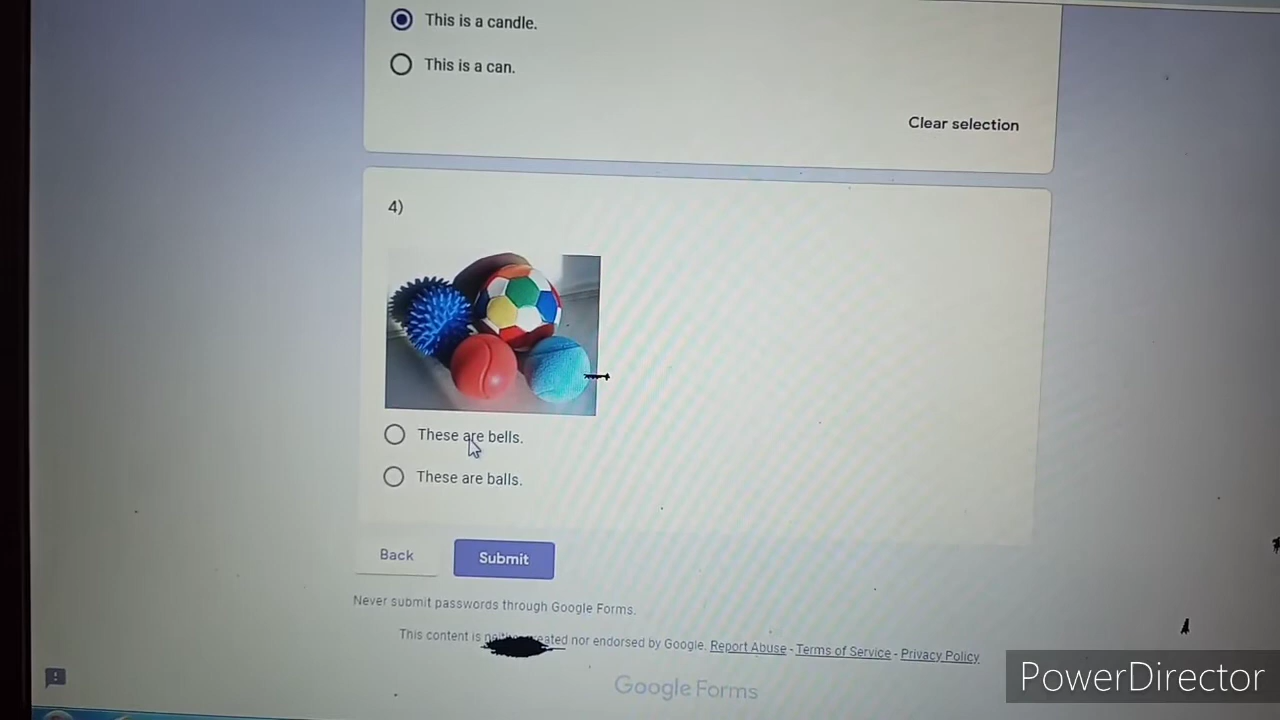 This is a candle.
This is a can.
Clear selection
4)
These are bells.
These are balls.
Back
Submit
Never submit passwords through Google Forms.
This content is nor endorsed by Google. Report Abuse - Terms of Service - Privacy Policy
Google Forms
PowerDirector